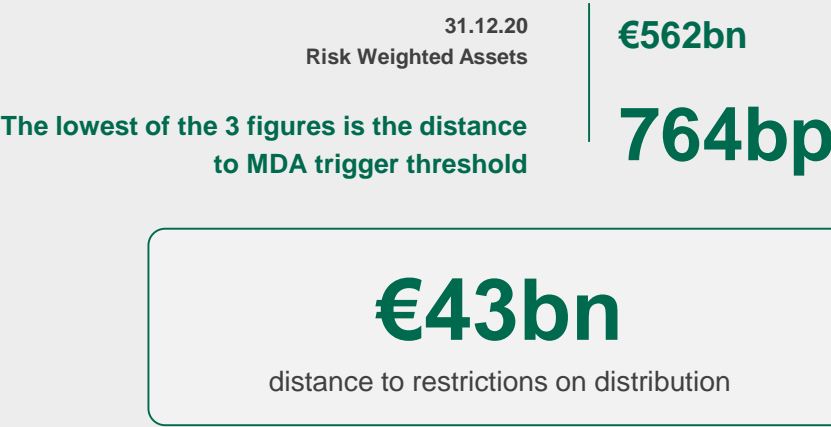 31.12.20
Risk Weighted Assets
€562bn
The lowest of the 3 figures is the distance
to MDA trigger threshold
764bp
€43bn
distance to restrictions on distribution